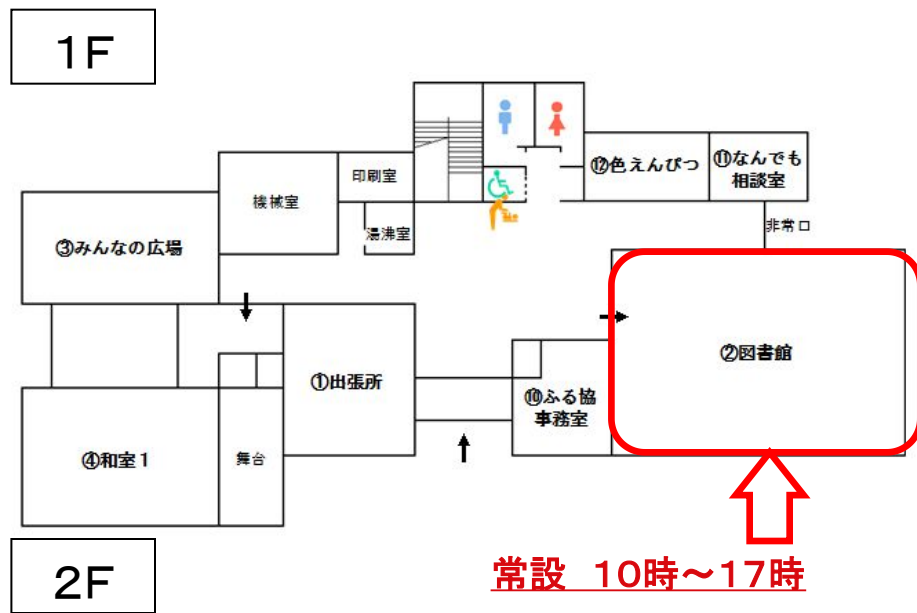 1F
印刷室
機械室
湯沸室
⑫色えんぴつ
⑪なんでも
相談室
③みんなの広場
非常口
①出張所
②図書館
⑩ふる協
事務室
④和室1
舞台
常設 10時~17時
2F